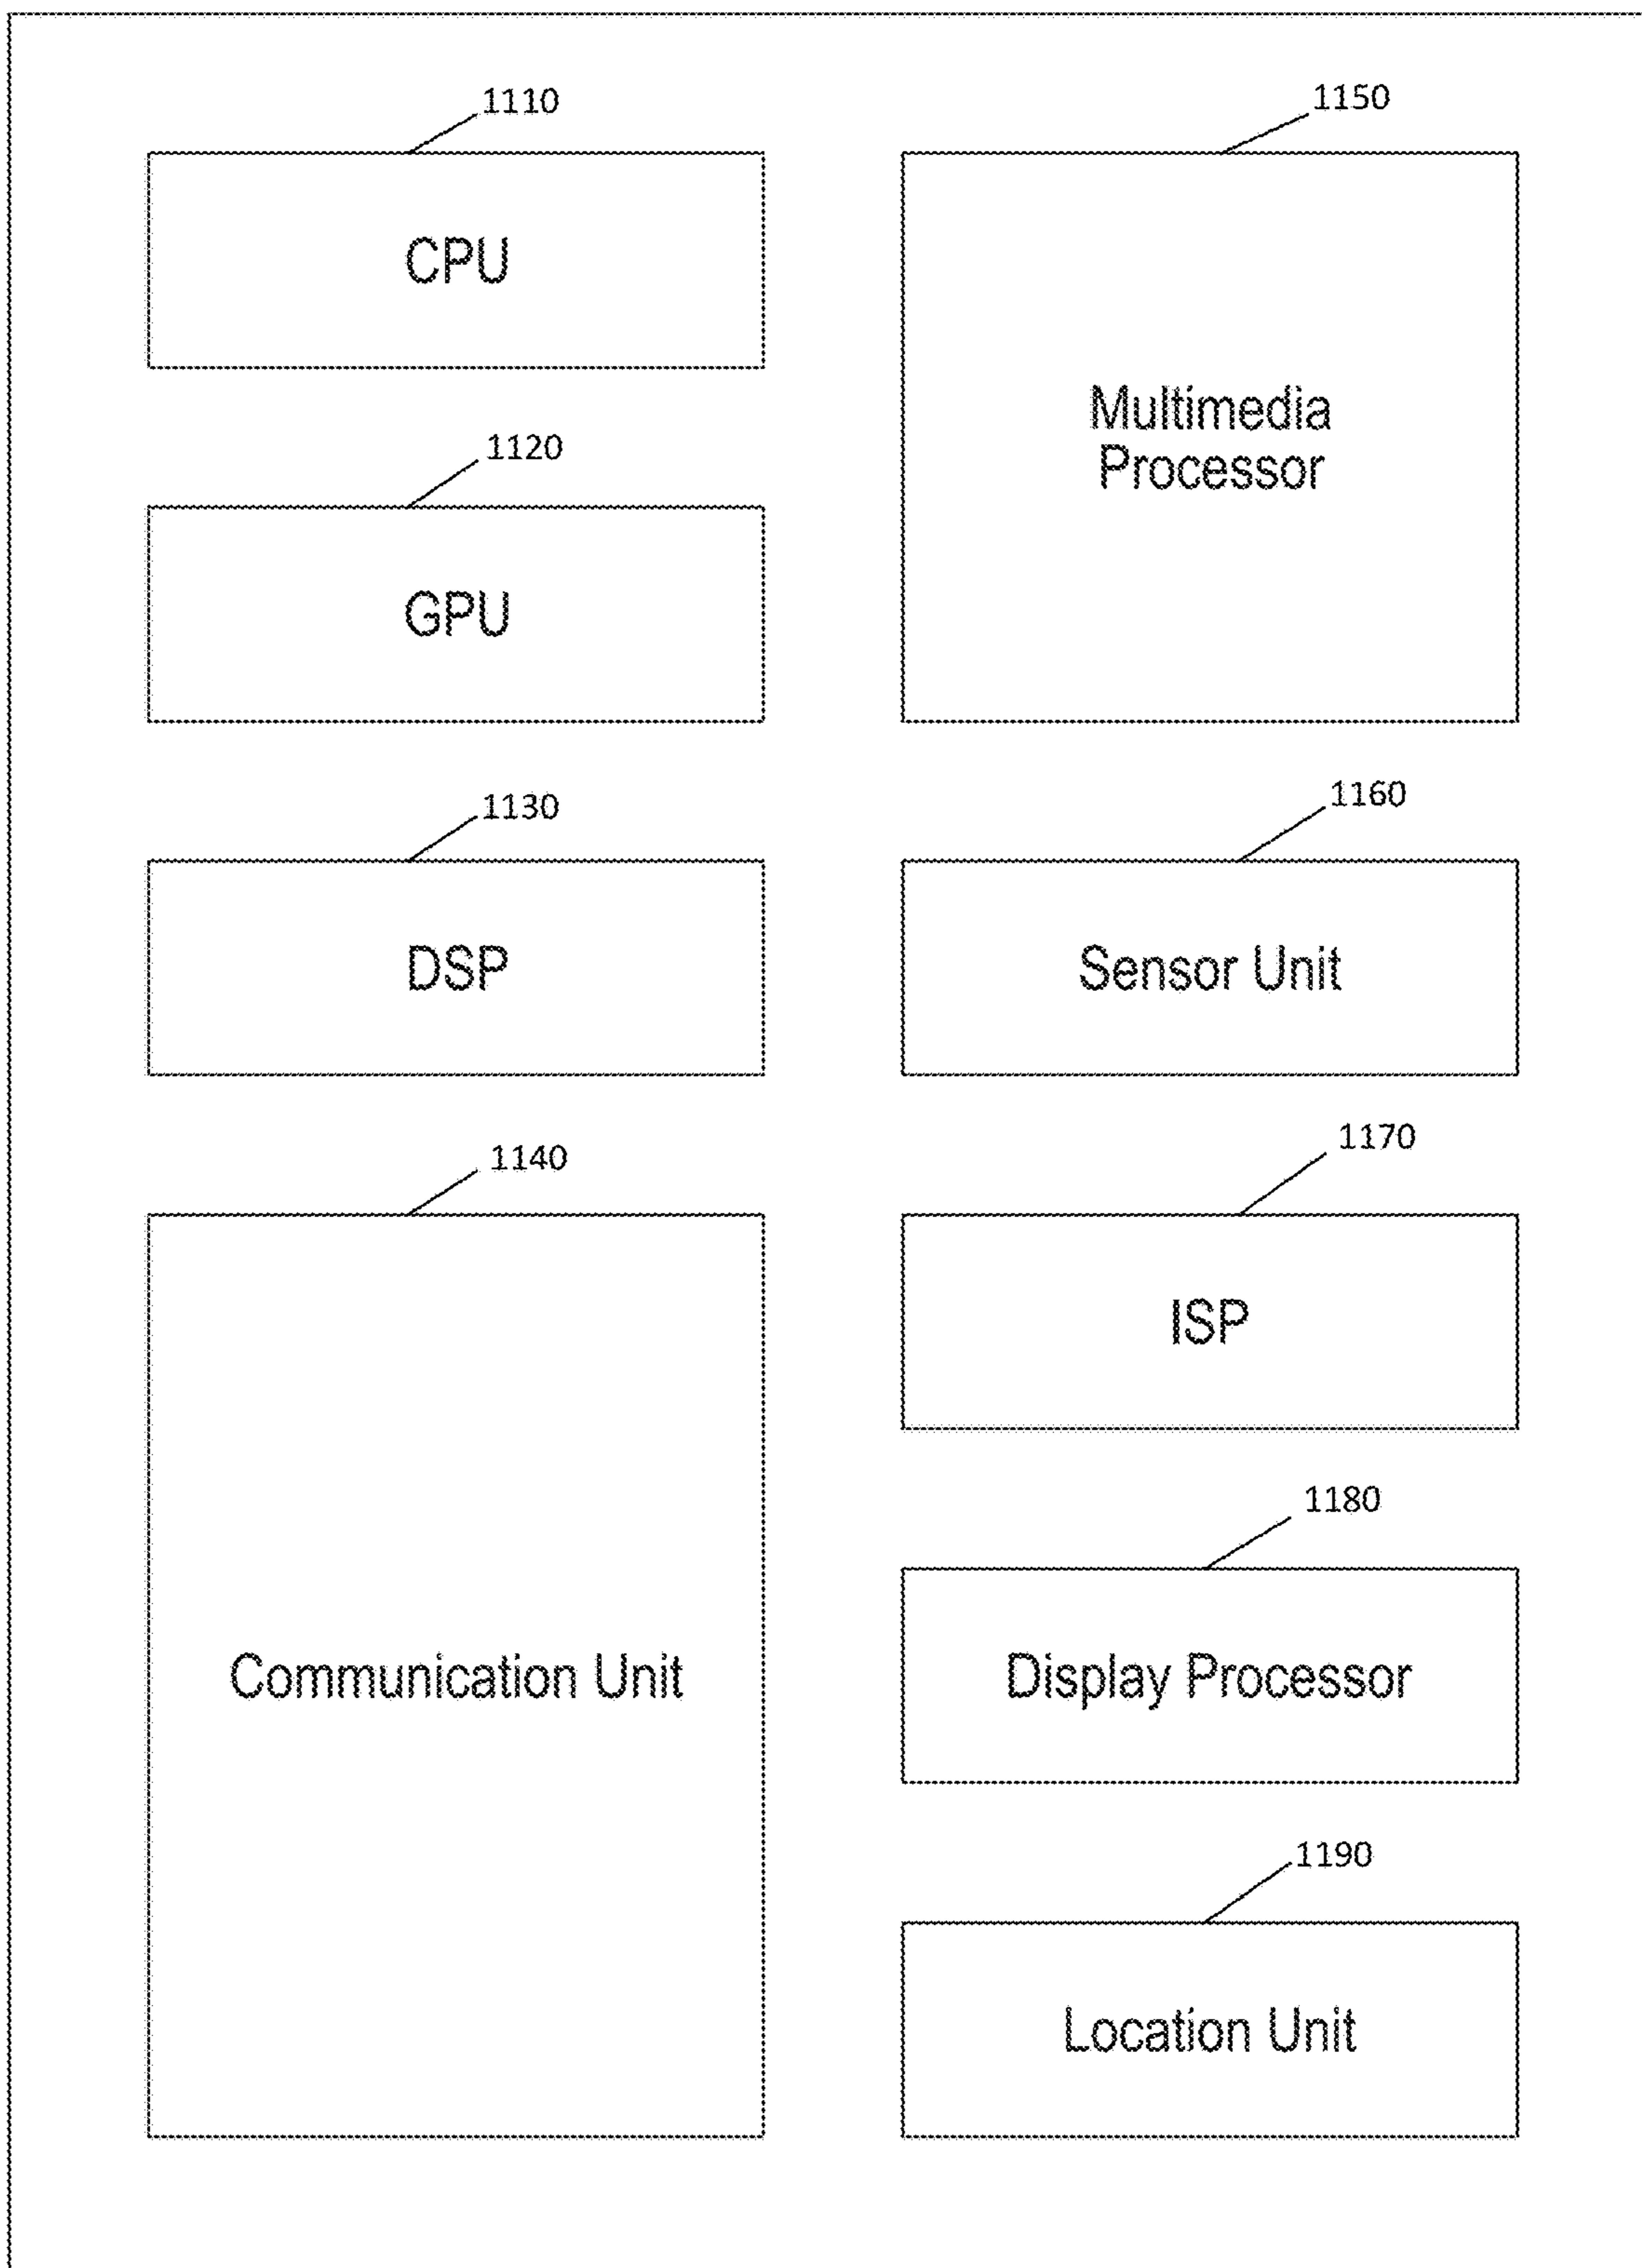 1110
CPU
1120
GPU
1130
DSP
1140
Communication Unit
1150
Multimedia
Processor
1160
Sensor Unit
1170
ISP
1180
Display Processor
1190
Location Unit